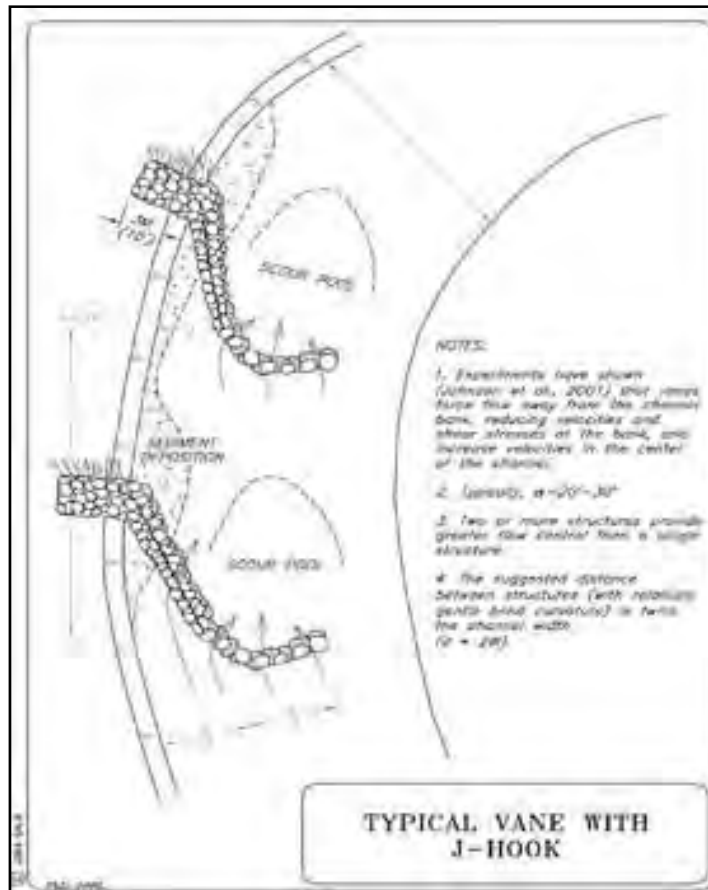 3M
(10')
SCOUR POOL
SEDIMENT
DEPOSITION
SCOUR POOL
NOTES:
1. Experiments have shown
(Johnson et al., 2001) that vanes
force flow away from the channel
bank, reducing velocities and
shear stresses at the bank, and
increase velocities in the center
of the channel.
2. Typically, α=20°-30°
3. Two or more structures provide
greater flow control than a single
structure.
4. The suggested distance
between structures (with relatively
gentle bend curvature) is twice
the channel width
TYPICAL VANE WITH
J-HOOK